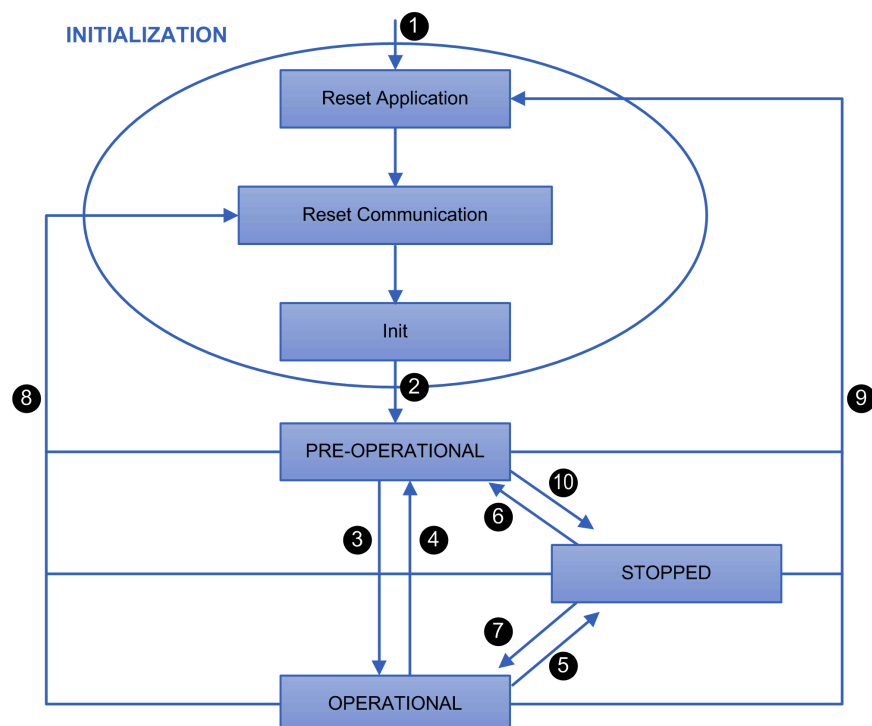 1
INITIALIZATION
Reset Application
Reset Communication
Init
2
8
9
PRE-OPERATIONAL
10
6
3
4
STOPPED
7
5
OPERATIONAL